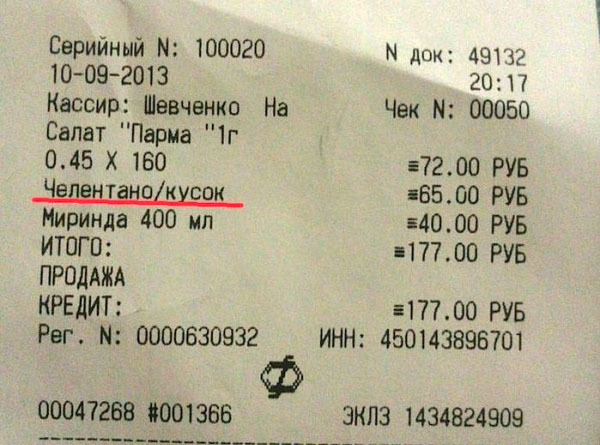 Серийный N: 100020 N док: 49132
10-09-2013 20:17
Кассир: Шевченко На Чек N: 00050
Салат "Парма "1г
0.45 X 160 ≡72.00 РУБ
Челентано/кусок ≡65.00 РУБ
Миринда 400 мл ≡40.00 РУБ
ИТОГО: ≡177.00 РУБ
ПРОДАЖА
КРЕДИТ: ≡177.00 РУБ
Рег. N: 0000630932 ИНН: 450143896701
00047268 #001366 ЭКЛЗ 1434824909